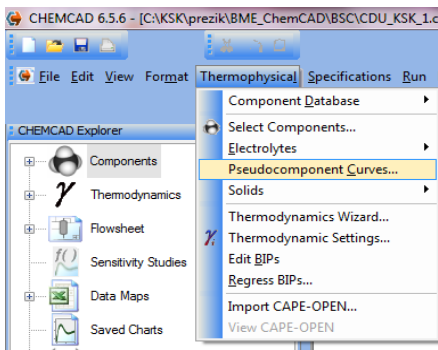 CHEMCAD 6.5.6 - [C:\KSK\prezik\BME_ChemCAD\BSC\CDU_KSK_1.c
File Edit View Format Thermophysical Specifications Run
Component Database
Select Components...
Electrolytes
Pseudocomponent Curves...
Solids
Thermodynamics Wizard...
Thermodynamic Settings...
Edit BIPs
Regress BIPs...
Import CAPE-OPEN...
View CAPE-OPEN
CHEMCAD Explorer
Components
Thermodynamics
Flowsheet
Sensitivity Studies
Data Maps
Saved Charts